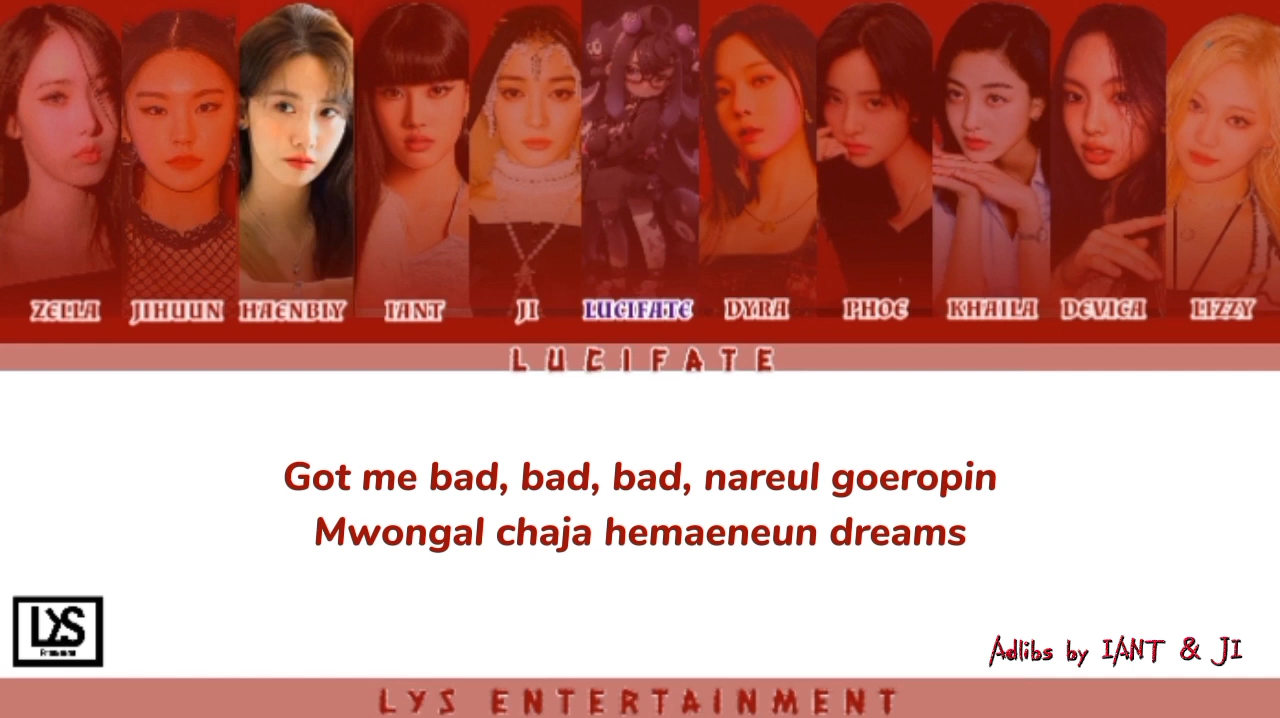 ZELLA JIHUUN HAENBIY IANT JI LUCIFATE DYRA PHOE KHAILA DEVICA LIZZY
LUCIFATE
Got me bad, bad, bad, nareul goeropin
Mwongal chaja hemaeneun dreams
LYS
Adlibs by IANT & JI
LYS ENTERTAINMENT